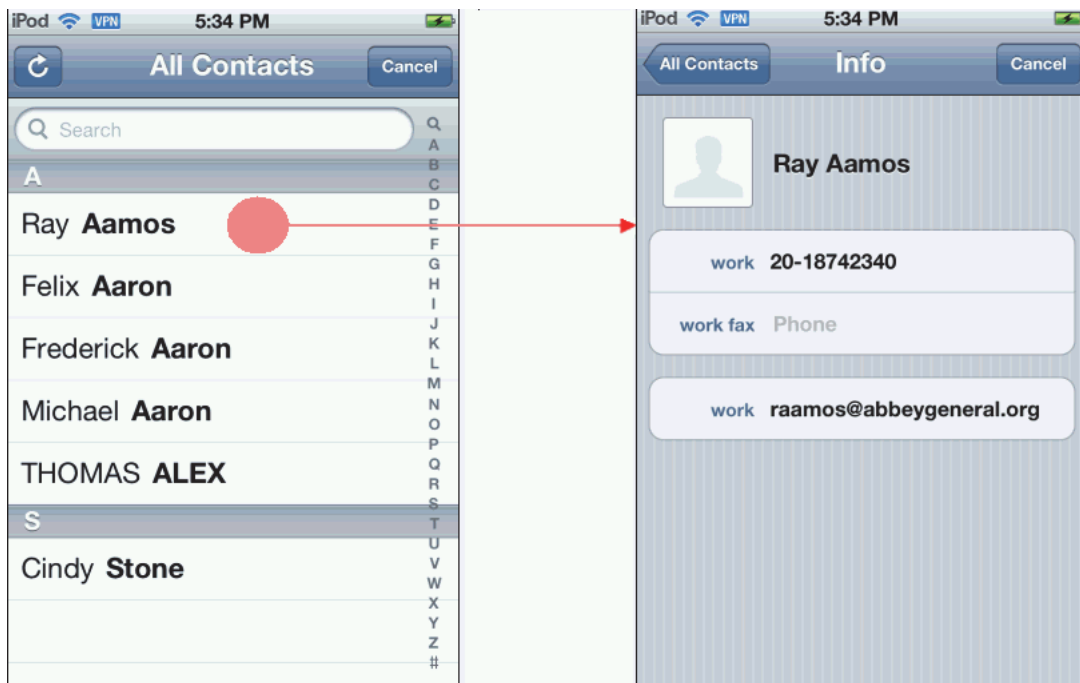 iPod VPN 5:34 PM
All Contacts Cancel
Search
A
Ray Aamos
Felix Aaron
Frederick Aaron
Michael Aaron
THOMAS ALEX
S
Cindy Stone
A
B
C
D
E
F
G
H
I
J
K
L
M
N
O
P
Q
R
S
T
U
V
W
X
Y
Z
#
iPod VPN 5:34 PM
All Contacts Info Cancel
Ray Aamos
work 20-18742340
work fax Phone
work raamos@abbeygeneral.org